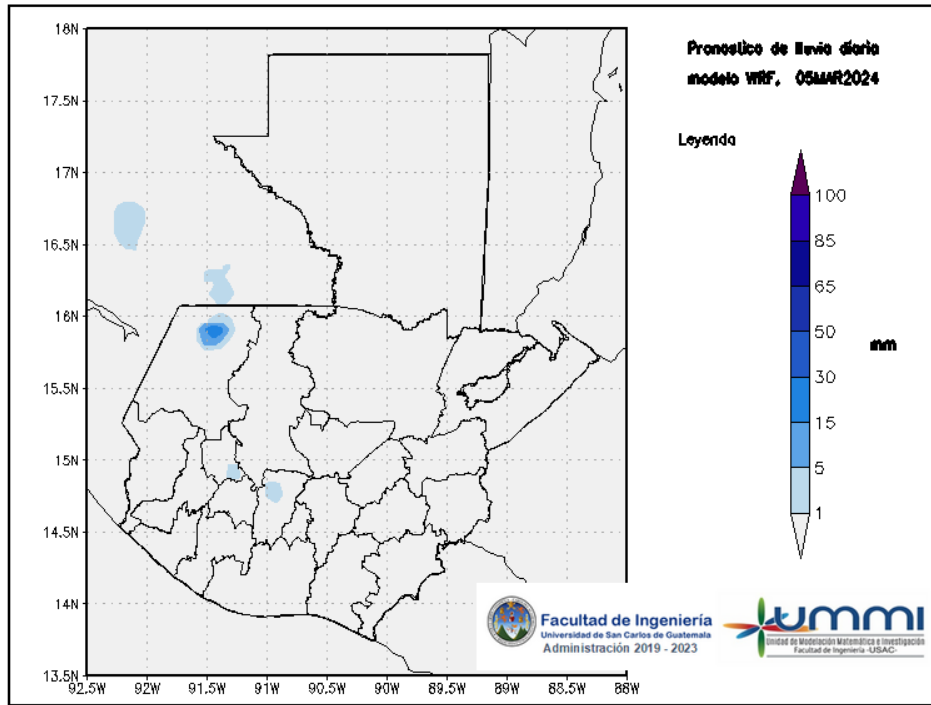 Pronostico de lluvia diaria
modelo WRF, 05MAR2024
Leyenda
100
85
65
50
30
15
5
1
mm
18N
17.5N
17N
16.5N
16N
15.5N
15N
14.5N
14N
13.5N
92.5W 92W 91.5W 91W 90.5W 90W 89.5W 89W 88.5W 88W
Facultad de Ingeniería
Universidad de San Carlos de Guatemala
Administración 2019 - 2023
ummi
Unidad de Modelación Matemática e Investigación
Facultad de Ingeniería -USAC-